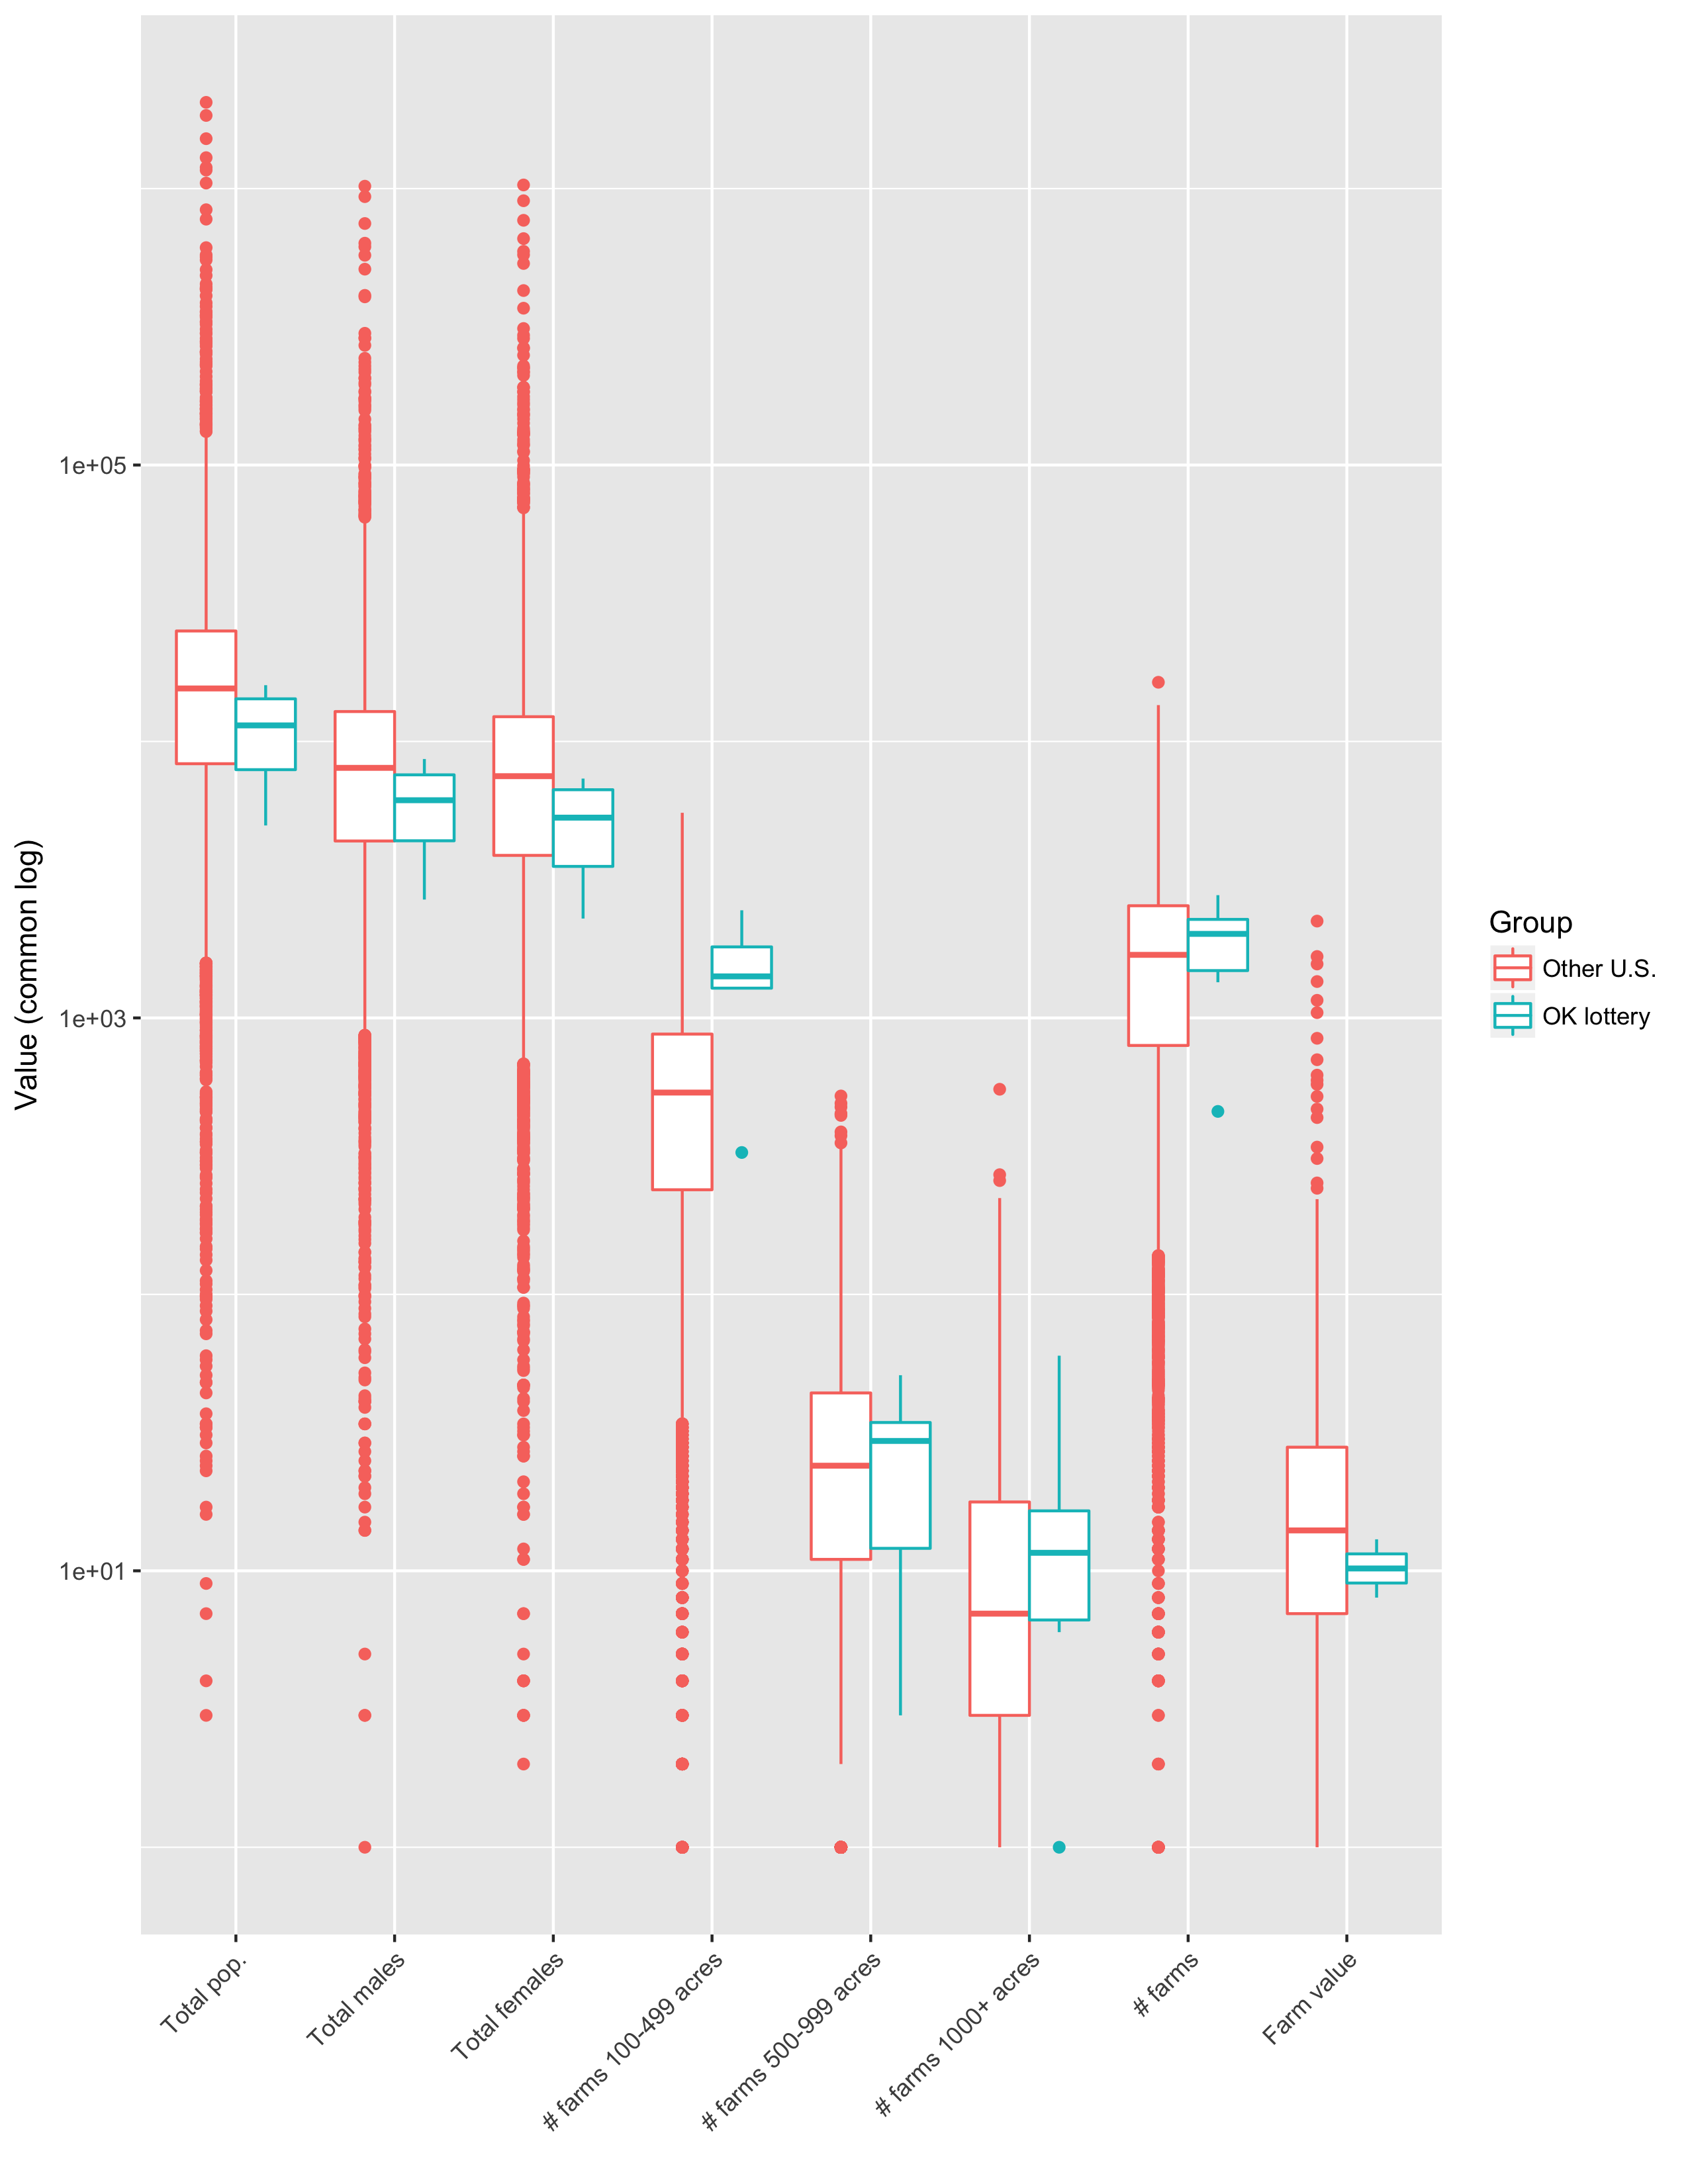 Value (common log)
1e+05
1e+03
1e+01
Total pop.
Total males
Total females
# farms 100-499 acres
# farms 500-999 acres
# farms 1000+ acres
# farms
Farm value
Group
Other U.S.
OK lottery